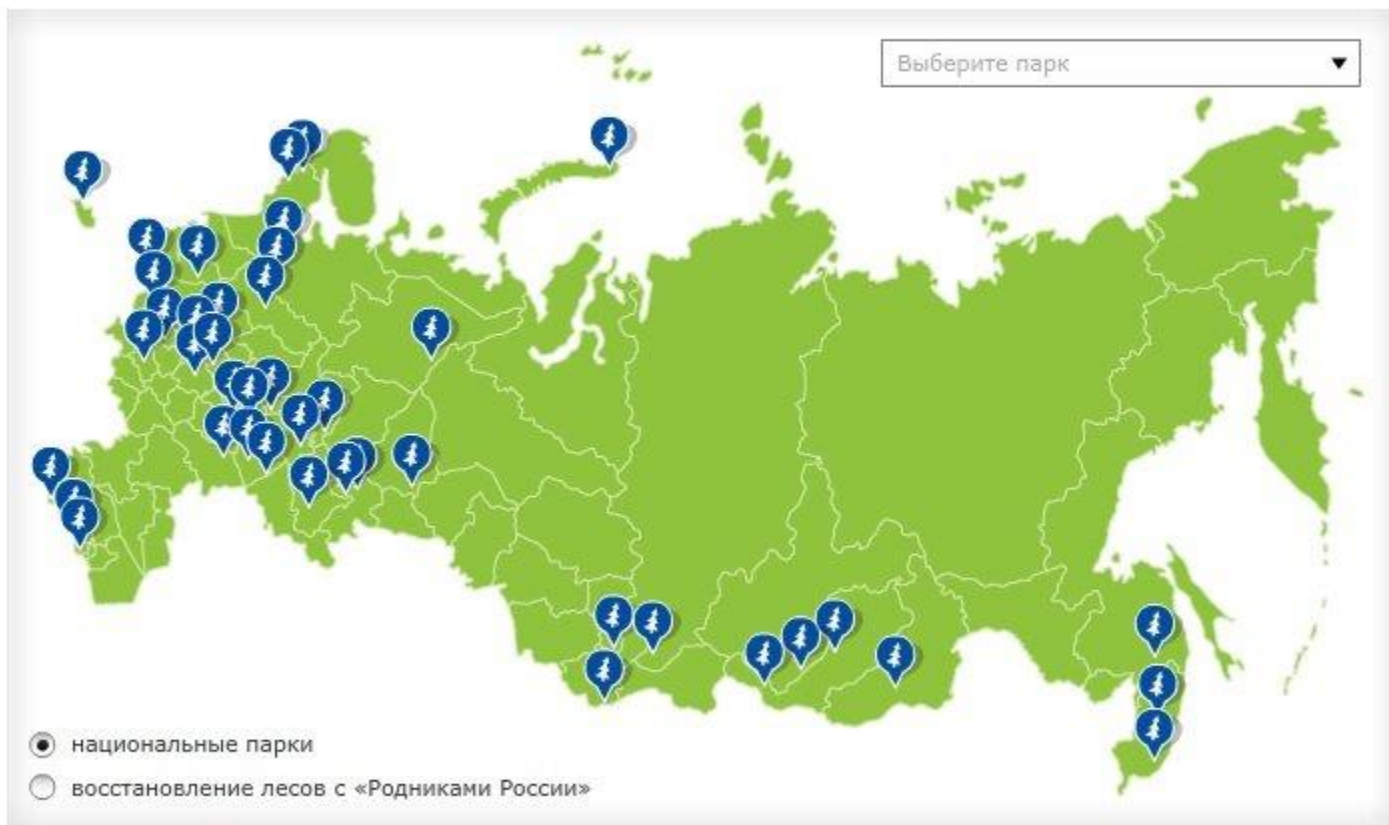 Выберите парк
национальные парки
восстановление лесов с «Родниками России»